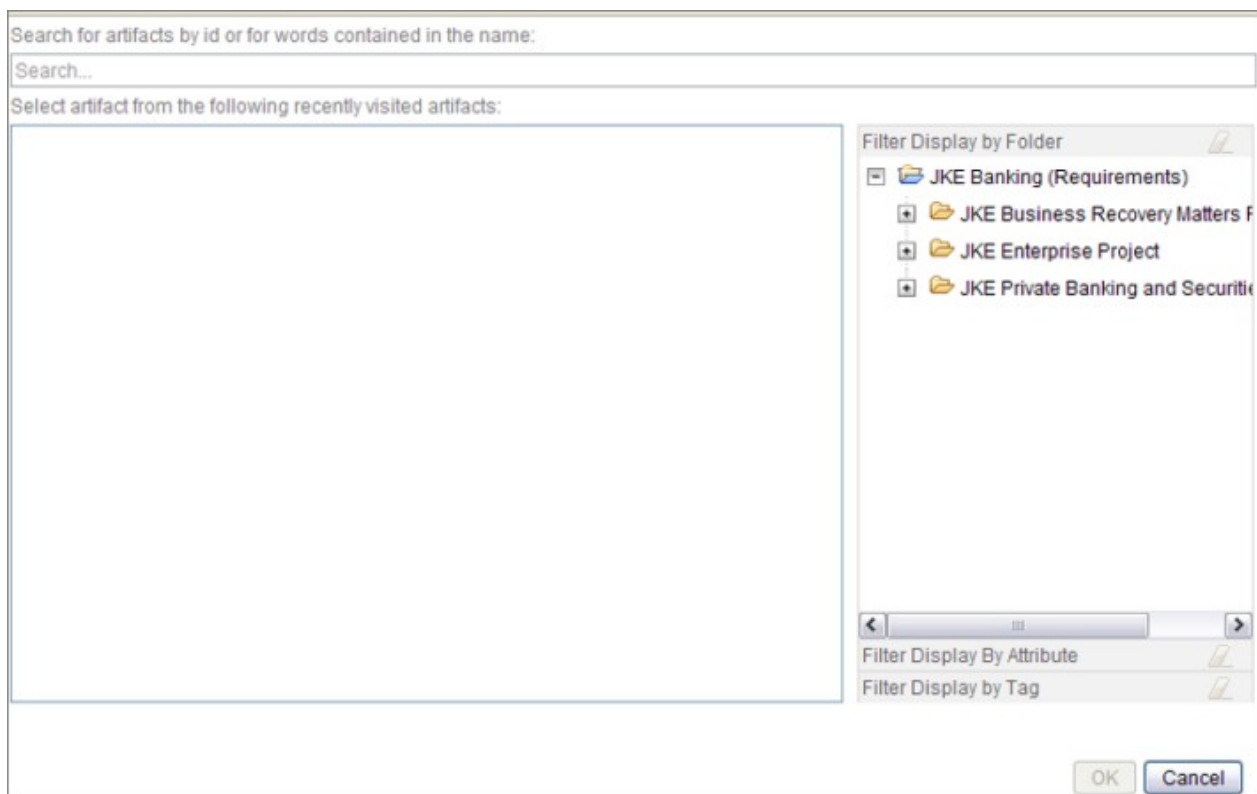 Search for artifacts by id or for words contained in the name:
Search...
Select artifact from the following recently visited artifacts:
Filter Display by Folder
JKE Banking (Requirements)
JKE Business Recovery Matters
JKE Enterprise Project
JKE Private Banking and
Filter Display By Attribute
Filter Display by Tag
OK Cancel